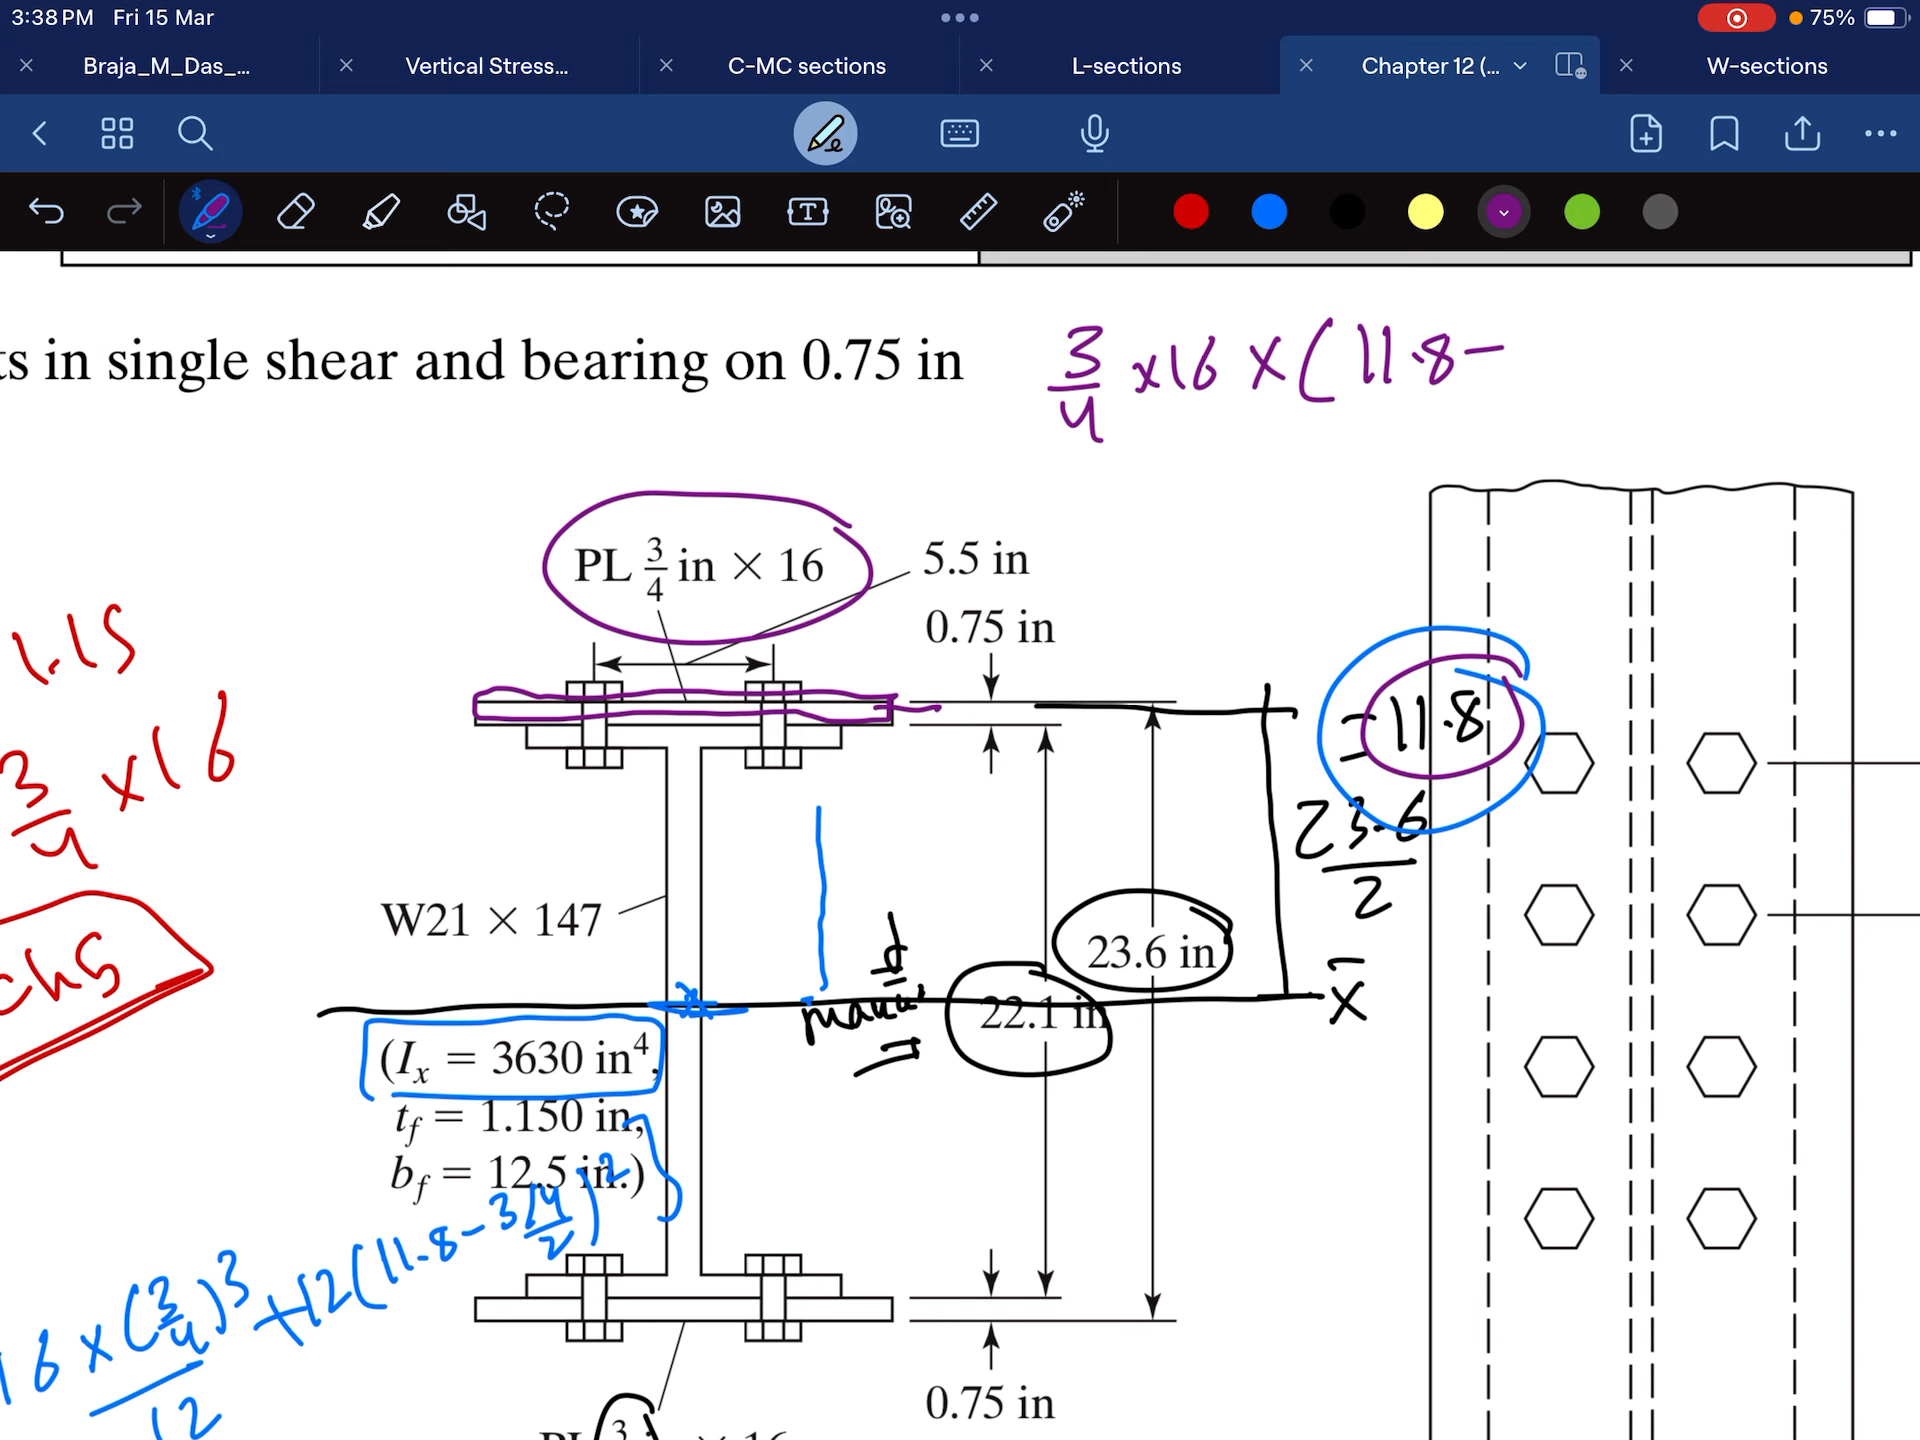 3:38 PM Fri 15 Mar
75%
Braja_M_Das_...
Vertical Stress...
C-MC sections
L-sections
Chapter 12 (...
W-sections
ts in single shear and bearing on 0.75 in
3/4 × 16 × (11.8 −
PL 3/4 in × 16
5.5 in
0.75 in
1.15
3/4 × 16
= 11.8
23.6/2
W21 × 147
23.6 in
d
x̄
22.1 in
(Iₓ = 3630 in⁴,
t_f = 1.150 in,
b_f = 12.5 in.)
16 × (3/4)³/12 + 12(11.8 − (3/4)/2)²
0.75 in